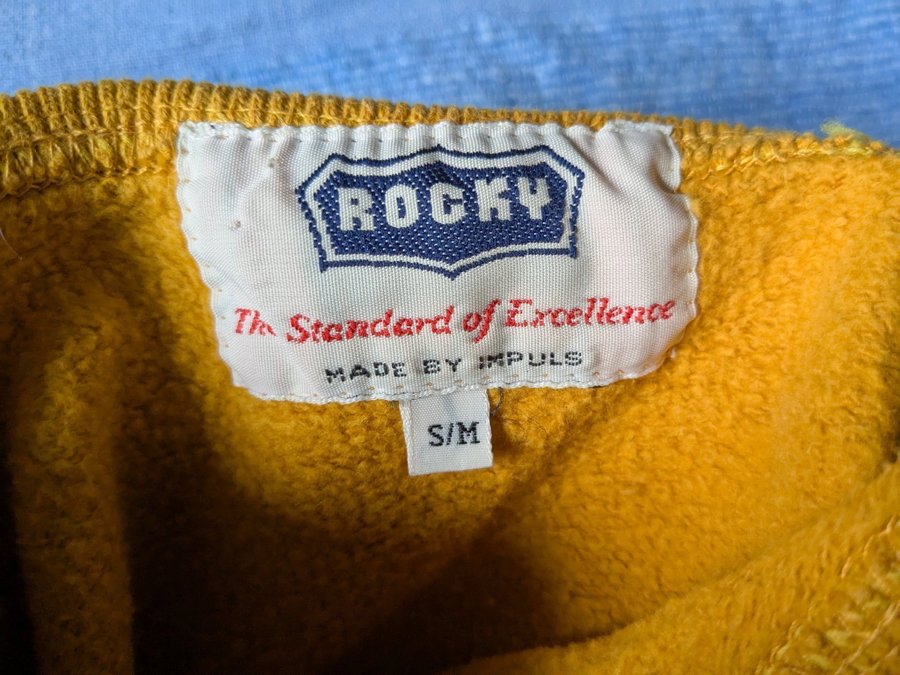 ROCKY
The Standard of Excellence
MADE BY IMPULS
S/M